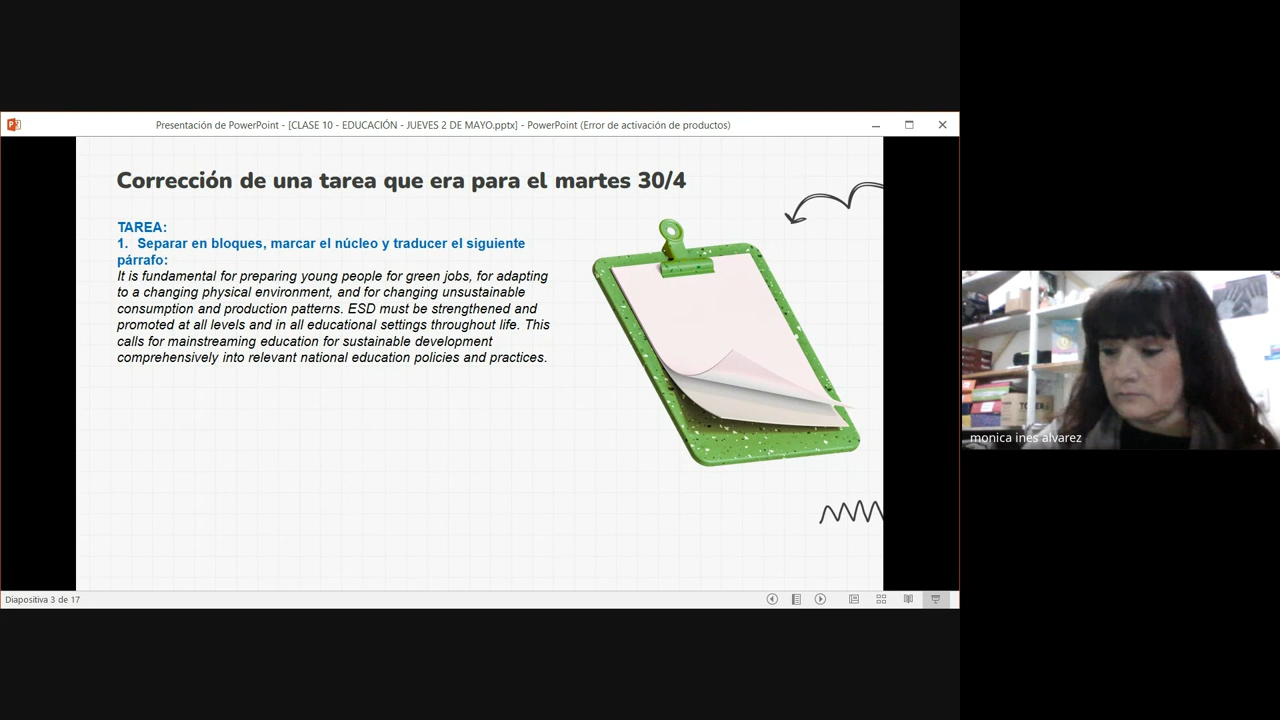 Presentación de PowerPoint - [CLASE 10 - EDUCACIÓN - JUEVES 2 DE MAYO.pptx] - PowerPoint (Error de activación de productos)
Corrección de una tarea que era para el martes 30/4
TAREA:
1. Separar en bloques, marcar el núcleo y traducer el siguiente
párrafo:
It is fundamental for preparing young people for green jobs, for adapting
to a changing physical environment, and for changing unsustainable
consumption and production patterns. ESD must be strengthened and
promoted at all levels and in all educational settings throughout life. This
calls for mainstreaming education for sustainable development
comprehensively into relevant national education policies and practices.
monica ines alvarez
Diapositiva 3 de 17